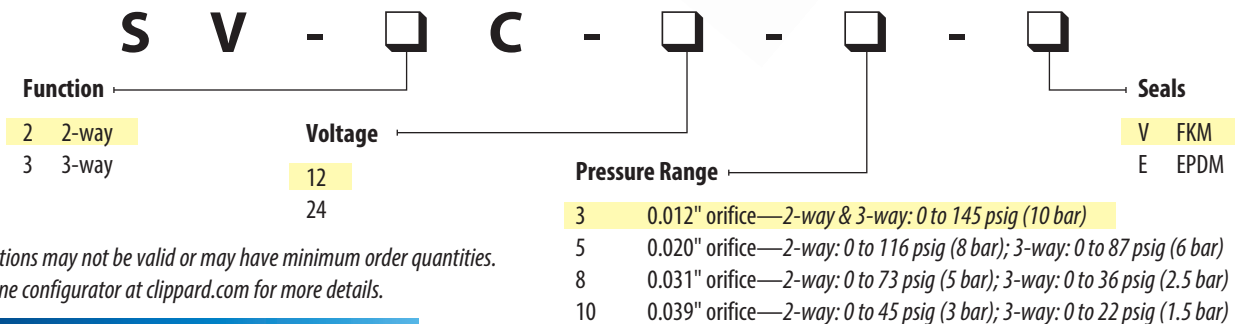 S V - ❑ C - ❑ - ❑ - ❑
Function
2 2-way
3 3-way
Voltage
12
24
Pressure Range
3 0.012" orifice—2-way & 3-way: 0 to 145 psig (10 bar)
5 0.020" orifice—2-way: 0 to 116 psig (8 bar); 3-way: 0 to 87 psig (6 bar)
8 0.031" orifice—2-way: 0 to 73 psig (5 bar); 3-way: 0 to 36 psig (2.5 bar)
10 0.039" orifice—2-way: 0 to 45 psig (3 bar); 3-way: 0 to 22 psig (1.5 bar)
Seals
V FKM
E EPDM
tions may not be valid or may have minimum order quantities.
ne configurator at clippard.com for more details.